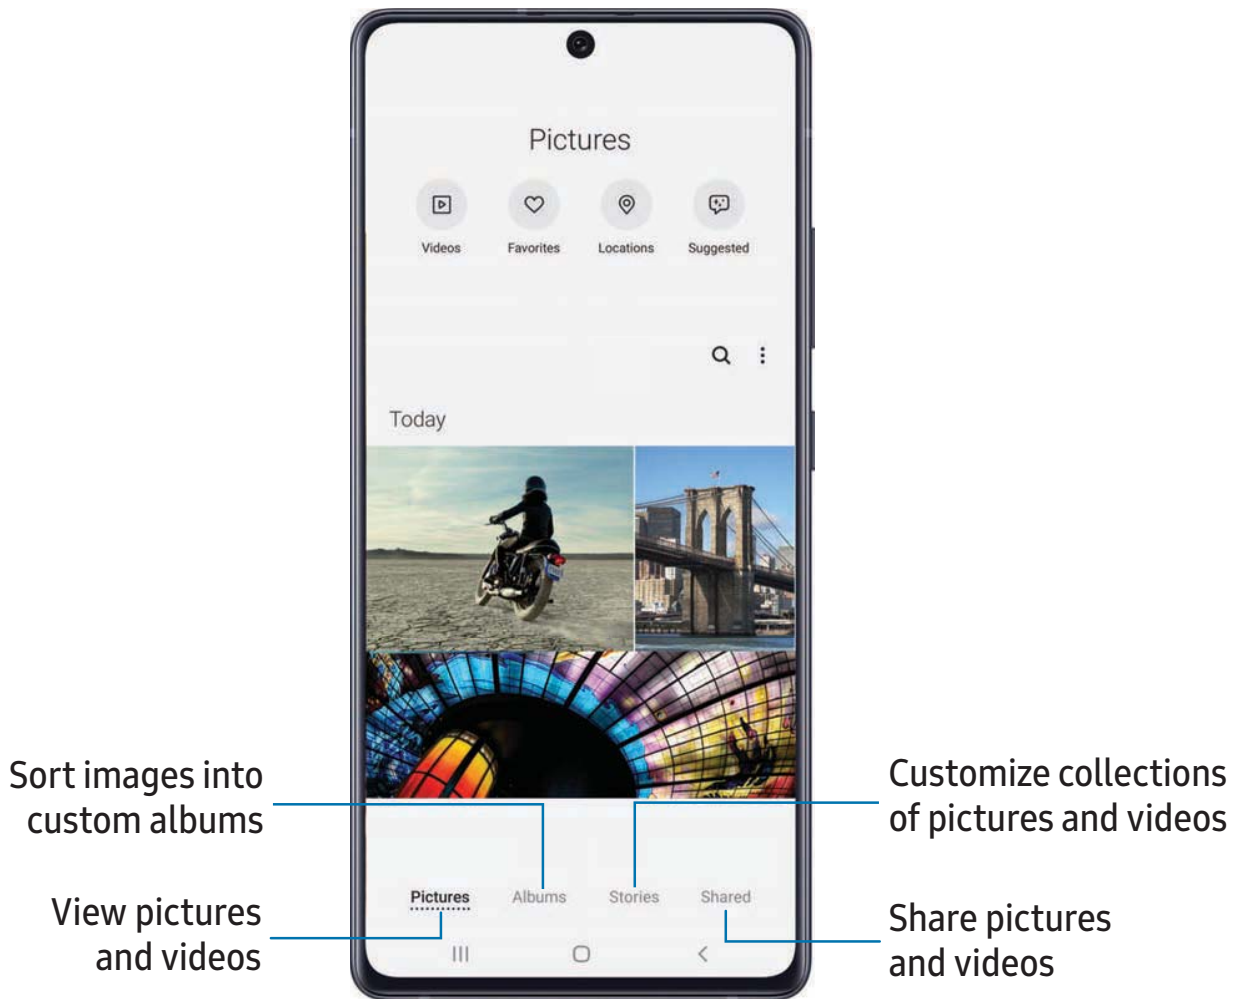 Pictures
Videos
Favorites
Locations
Suggested
Today
Sort images into
custom albums
Customize collections
of pictures and videos
Pictures
Albums
Stories
Shared
View pictures
and videos
Share pictures
and videos